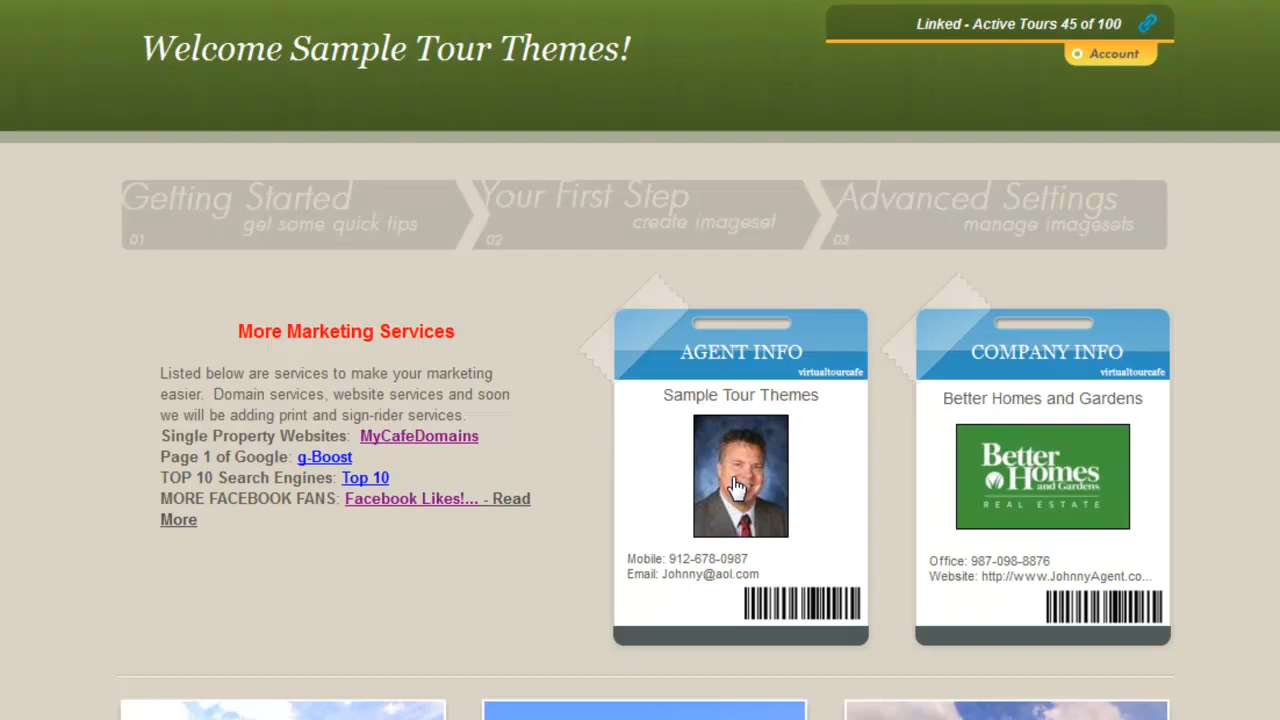 Linked - Active Tours 45 of 100
Welcome Sample Tour Themes!
Account
Getting Started
get some quick tips
01
Your First Step
create imageset
02
Advanced Settings
manage imagesets
03
More Marketing Services
Listed below are services to make your marketing
easier.  Domain services, website services and soon
we will be adding print and sign-rider services.
Single Property Websites:  MyCafeDomains
Page 1 of Google: g-Boost
TOP 10 Search Engines: Top 10
MORE FACEBOOK FANS: Facebook Likes!... - Read
More
AGENT INFO
virtualtourcafe
Sample Tour Themes
Mobile: 912-678-0987
Email: Johnny@aol.com
COMPANY INFO
virtualtourcafe
Better Homes and Gardens
Better
Homes
and Gardens
REAL ESTATE
Office: 987-098-8876
Website: http://www.JohnnyAgent.co...